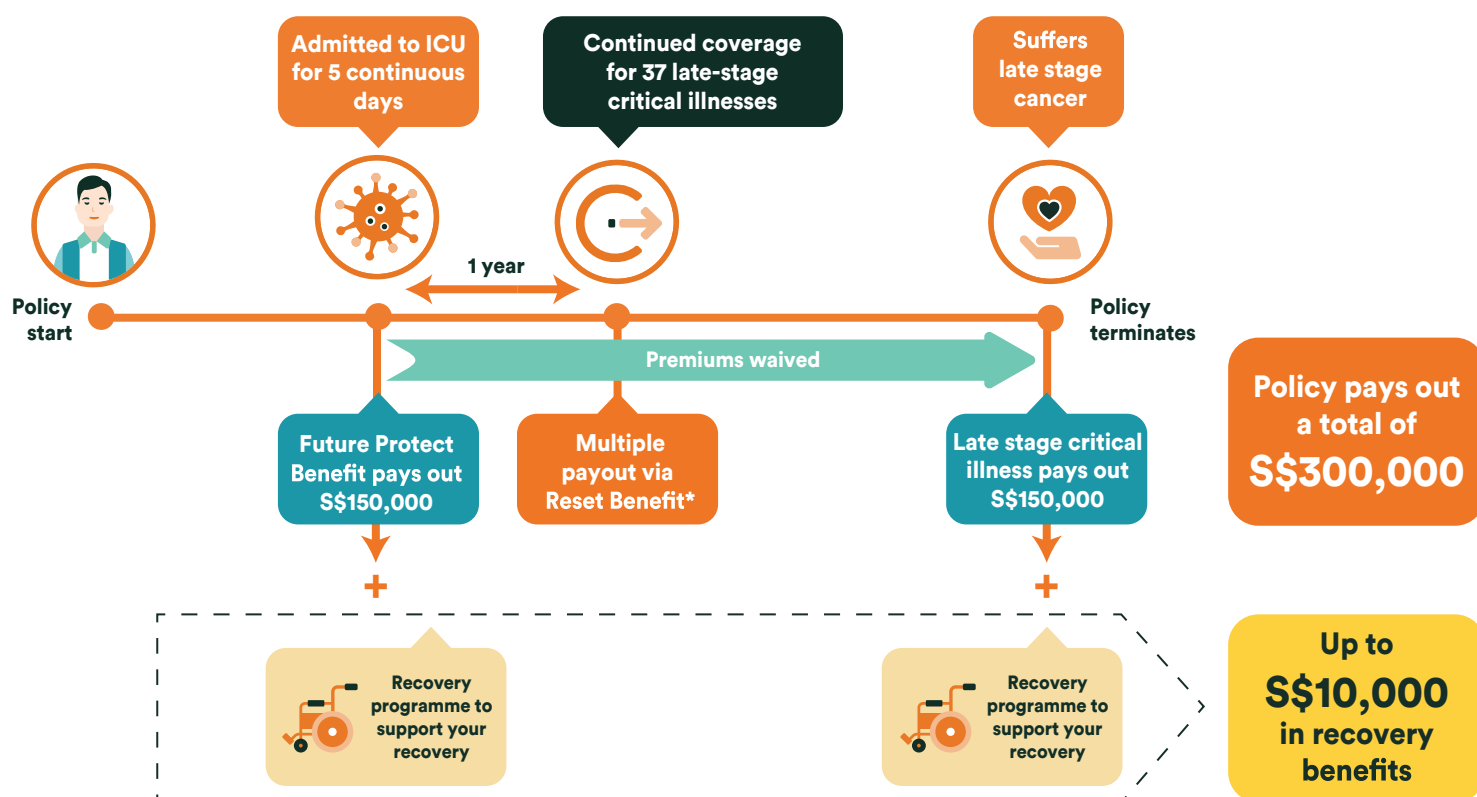 Admitted to ICU
for 5 continuous
days
Continued coverage
for 37 late-stage
critical illnesses
Suffers
late stage
cancer
1 year
Policy
start
Policy
terminates
Premiums waived
Future Protect
Benefit pays out
S$150,000
Multiple
payout via
Reset Benefit*
Late stage critical
illness pays out
S$150,000
Policy pays out
a total of
S$300,000
+
+
Recovery
programme to
support your
recovery
Recovery
programme to
support your
recovery
Up to
S$10,000
in recovery
benefits